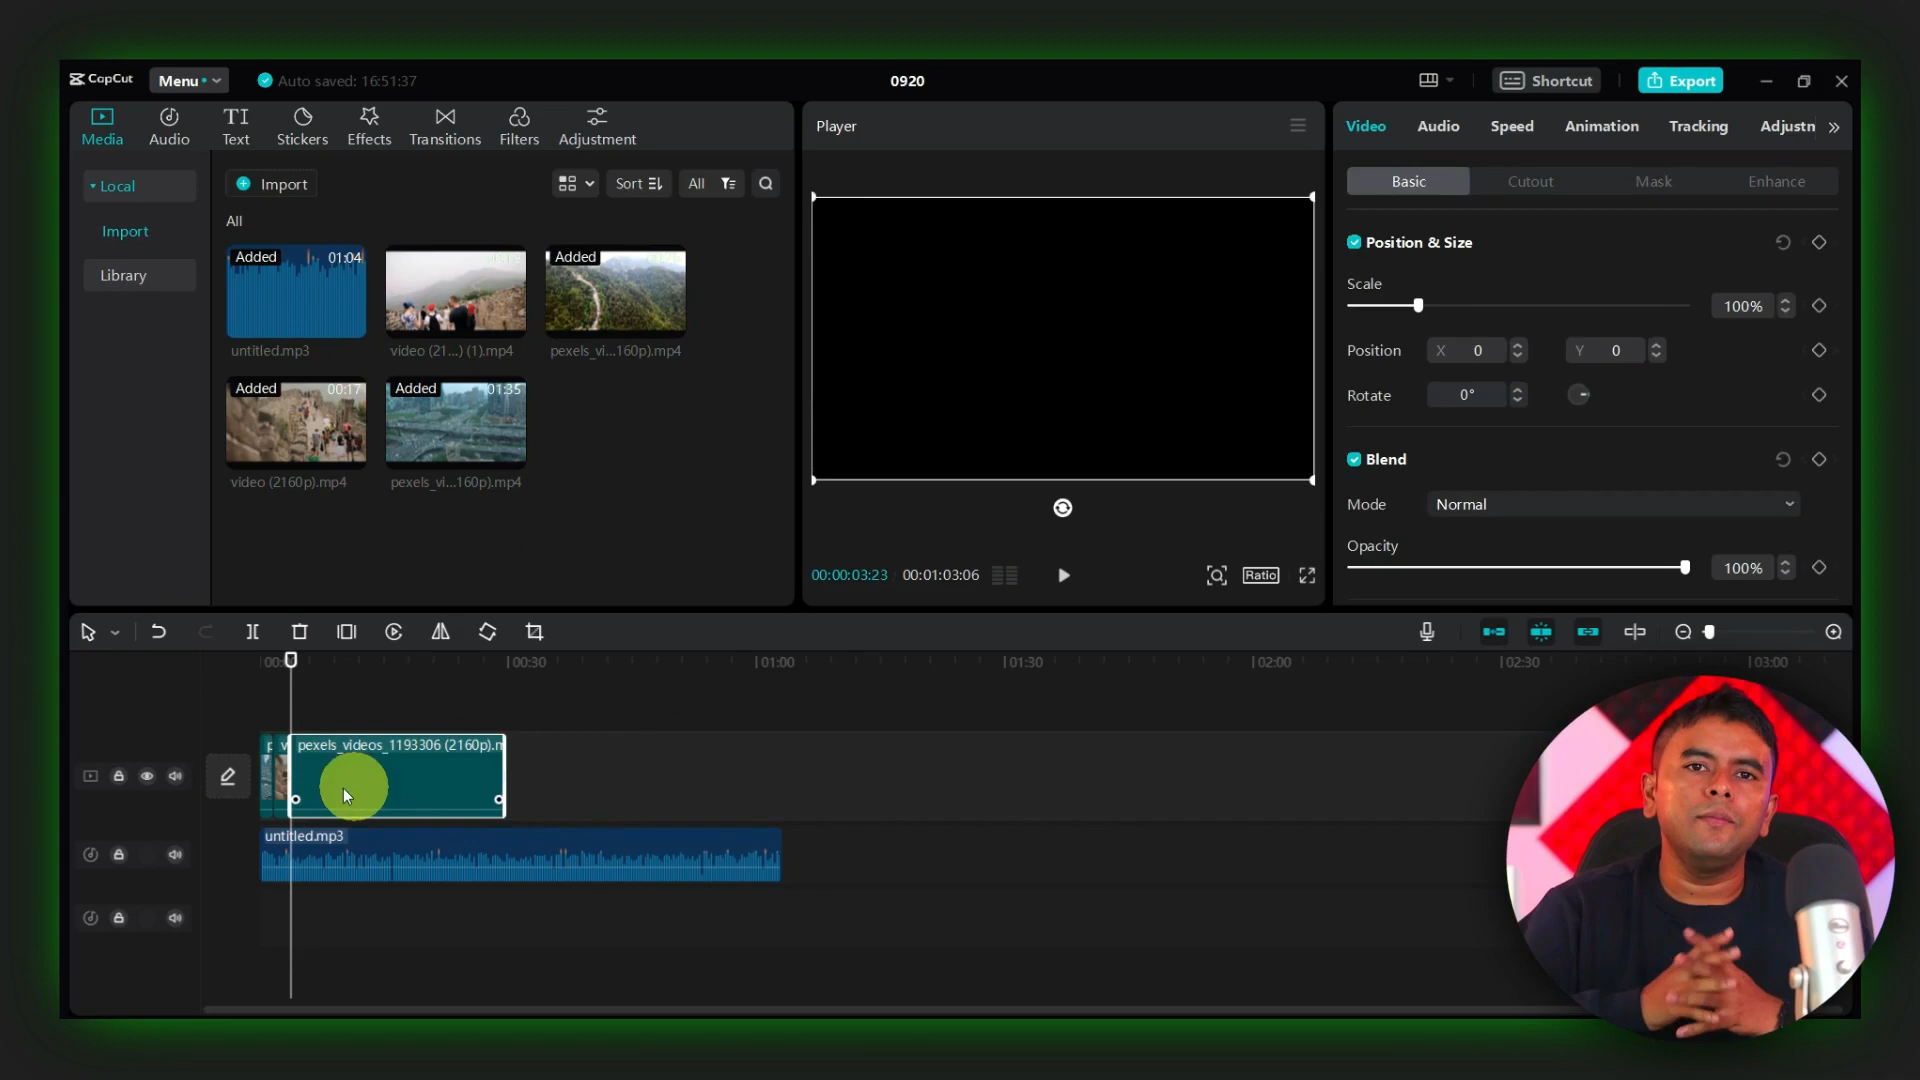 CapCut Menu Auto saved: 16:51:37 0920 Shortcut Export
Media Audio Text Stickers Effects Transitions Filters Adjustment
Player
Video Audio Speed Animation Tracking Adjustn
Local
Import
Library
Import Sort All
All
Added 01:04
untitled.mp3
video (21...) (1).mp4
Added
pexels_vi...160p).mp4
Added 00:17
video (2160p).mp4
Added 01:35
pexels_vi...160p).mp4
00:00:03:23 00:01:03:06 Ratio
Basic Cutout Mask Enhance
Position & Size
Scale
100%
Position X 0 Y 0
Rotate 0°
Blend
Mode Normal
Opacity
100%
00:30 01:00 01:30 02:00 02:30 03:00
pexels_videos_1193306 (2160p).m
untitled.mp3